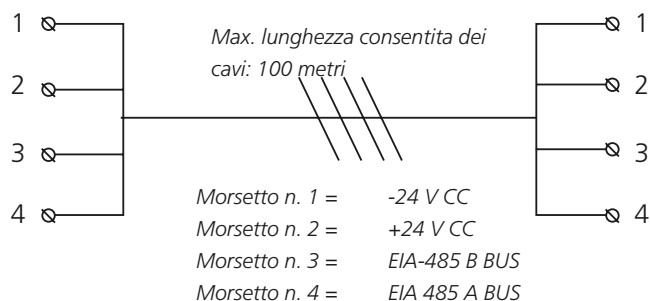 1 1
Max. lunghezza consentita dei
cavi: 100 metri
2 2
3 3
4 4
Morsetto n. 1 = -24 V CC
Morsetto n. 2 = +24 V CC
Morsetto n. 3 = EIA-485 B BUS
Morsetto n. 4 = EIA 485 A BUS